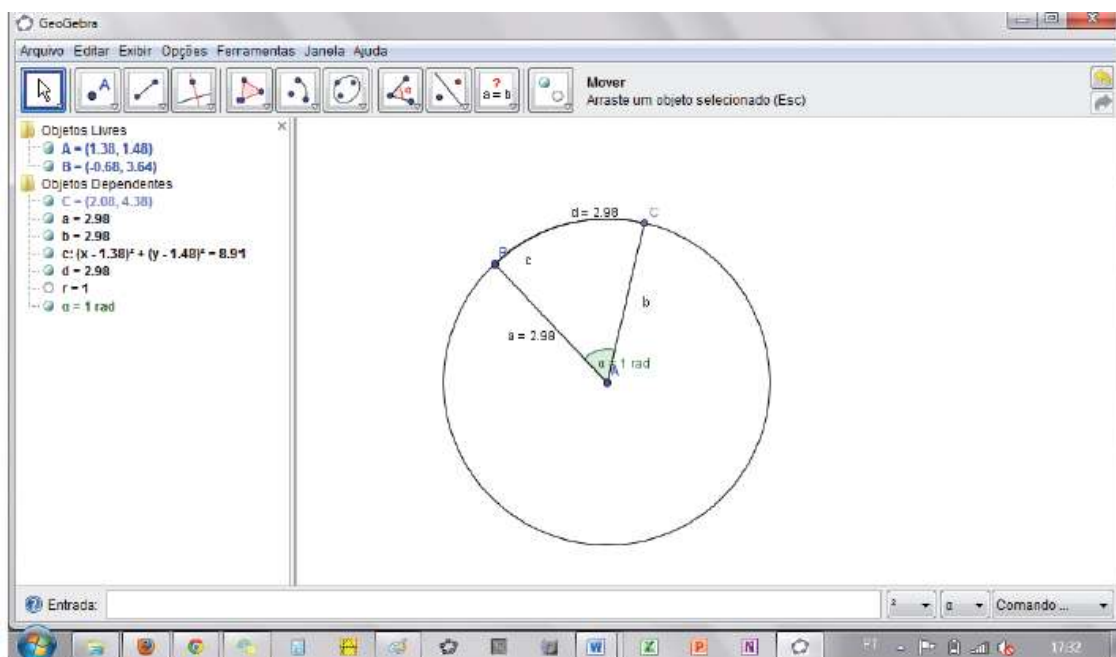 GeoGebra
Arquivo Editar Exibir Opções Ferramentas Janela Ajuda
A
α
?
a = b
Mover
Arraste um objeto selecionado (Esc)
Objetos Livres
A = (1.38, 1.48)
B = (-0.68, 3.64)
Objetos Dependentes
C = (2.08, 4.38)
a = 2.98
b = 2.98
c: (x - 1.38)² + (y - 1.48)² = 8.91
d = 2.98
r = 1
α = 1 rad
d = 2.98
C
B
c
b
a = 2.98
α = 1 rad
A
Entrada:
²
α
Comando ...
PT
17:32